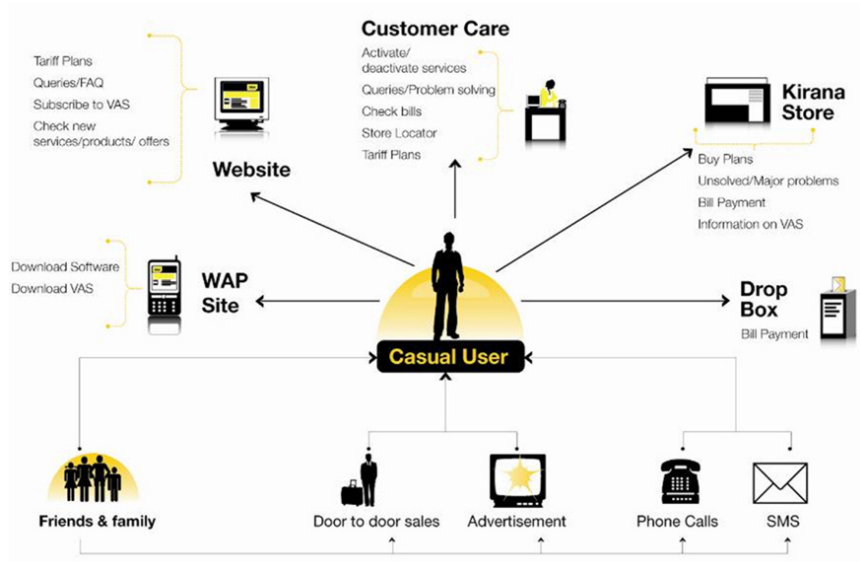 Customer Care
Activate/
deactivate services
Queries/Problem solving
Check bills
Store Locator
Tariff Plans
Tariff Plans
Queries/FAQ
Subscribe to VAS
Check new
services/products/ offers
Website
Kirana
Store
Buy Plans
Unsolved/Major problems
Bill Payment
Information on VAS
Download Software
Download VAS
WAP
Site
Drop
Box
Bill Payment
Casual User
Friends & family
Door to door sales
Advertisement
Phone Calls
SMS